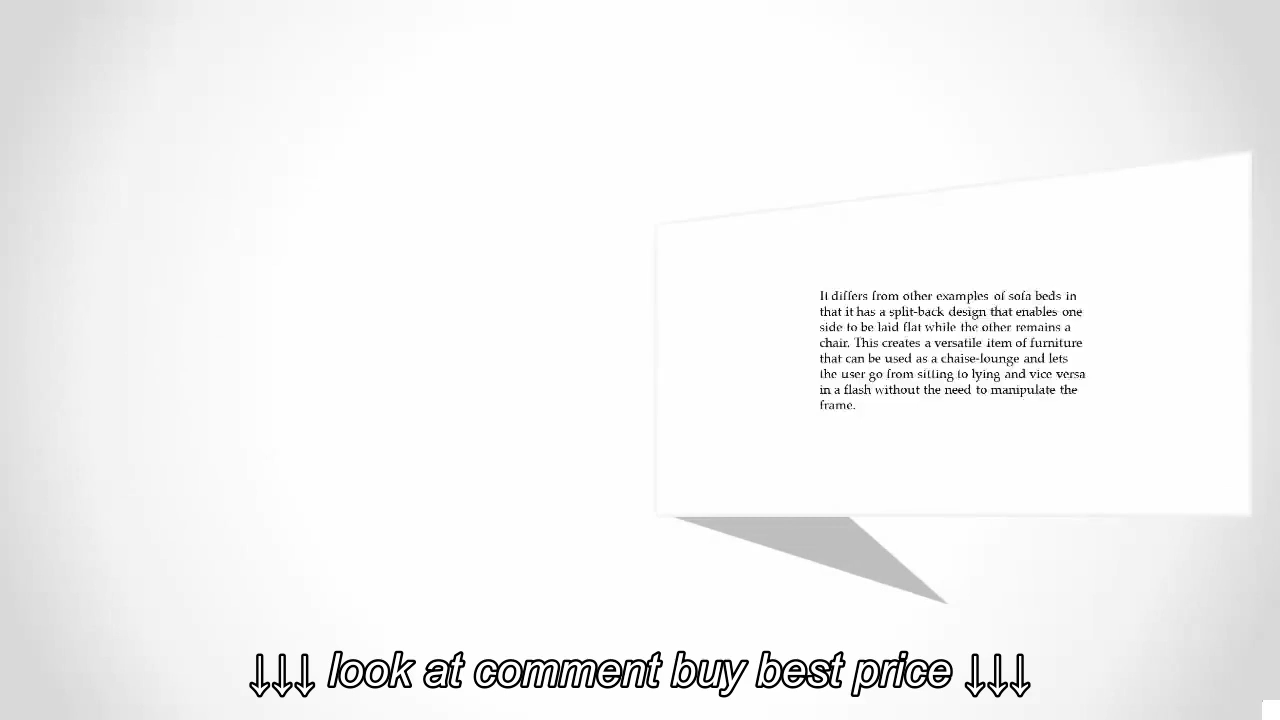 It differs from other examples of sofa beds in
that it has a split-back design that enables one
side to be laid flat while the other remains a
chair. This creates a versatile item of furniture
that can be used as a chaise-lounge and lets
the user go from sitting to lying and vice versa
in a flash without the need to manipulate the
frame.
↓↓↓ look at comment buy best price ↓↓↓